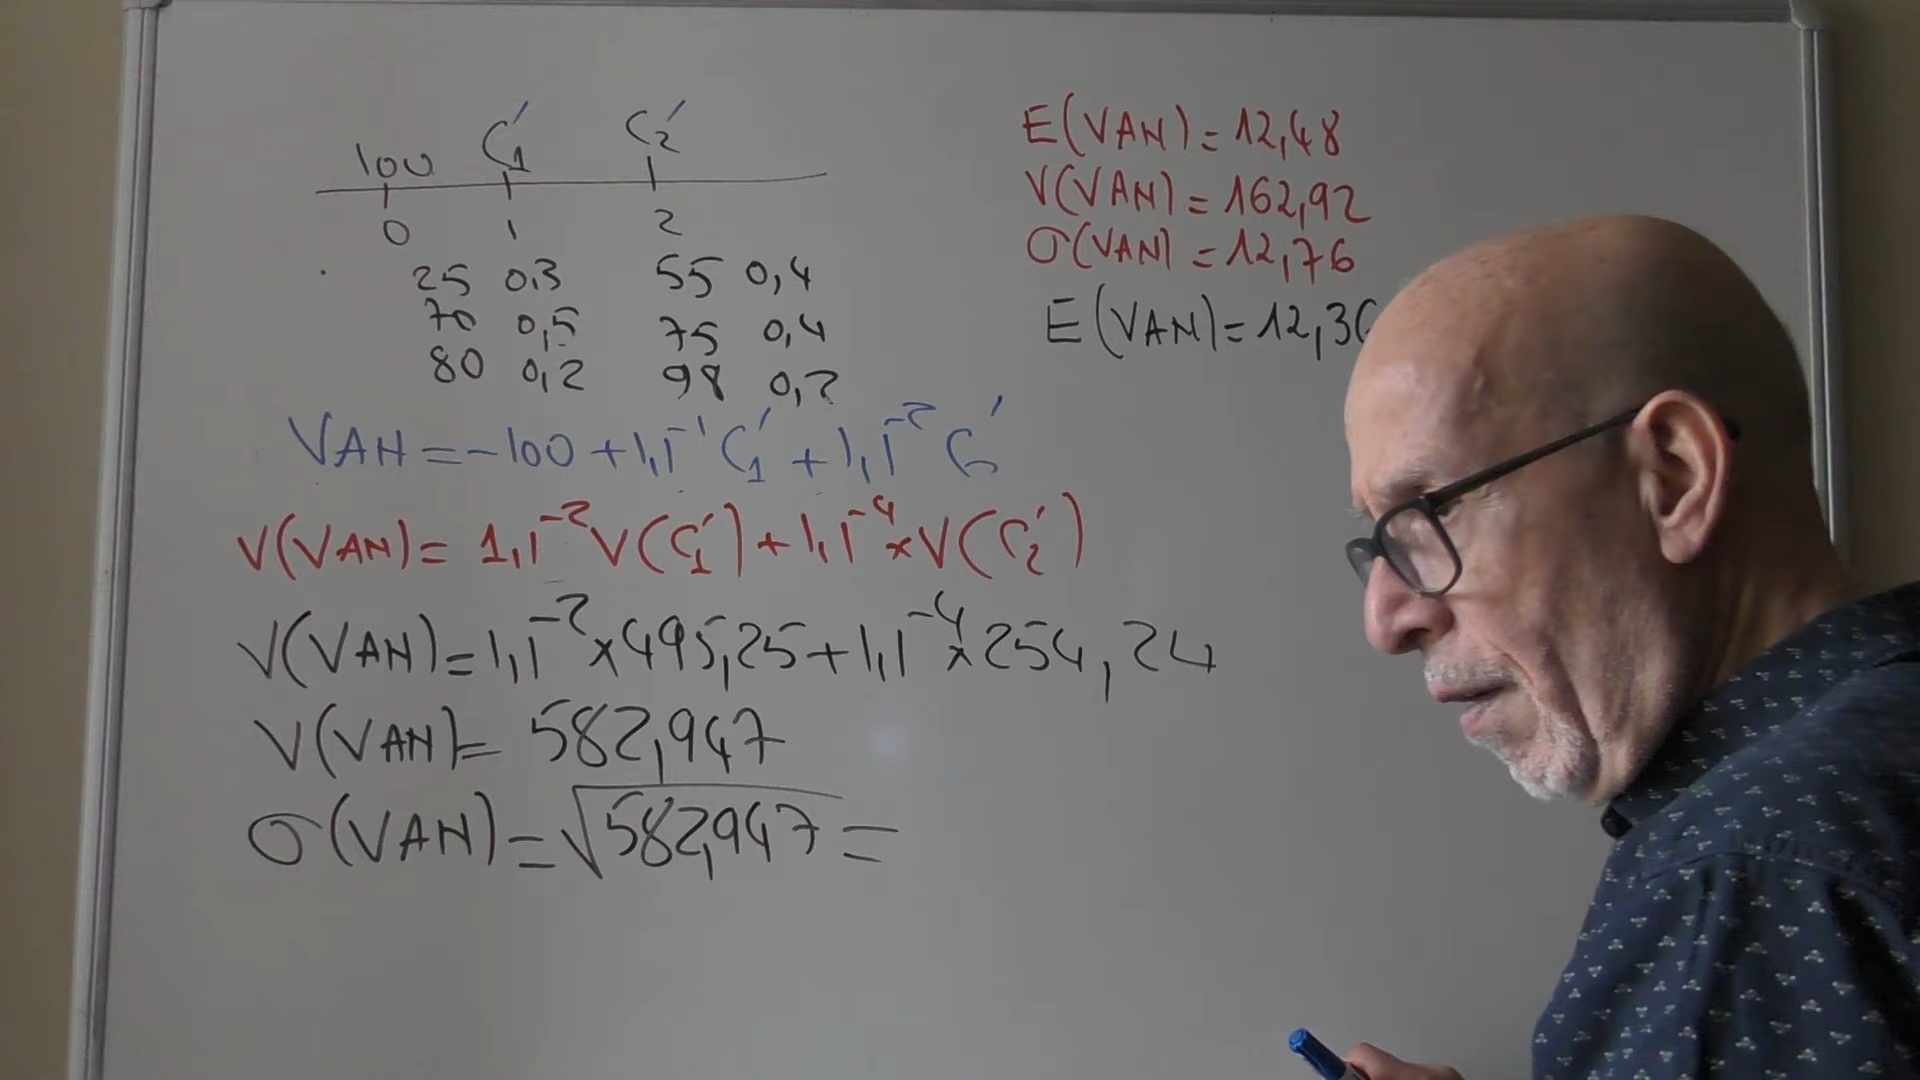 100 C₁' C₂'
0 1 2
25 0,3 55 0,4
70 0,5 75 0,4
80 0,2 98 0,2
VAN = -100 + 1,1⁻¹ C₁' + 1,1⁻² C₂'
V(VAN) = 1,1⁻² V(C₁') + 1,1⁻⁴ × V(C₂')
V(VAN) = 1,1⁻² × 495,25 + 1,1⁻⁴ × 254,24
V(VAN) = 582,947
σ(VAN) = √582,947 =
E(VAN) = 12,48
V(VAN) = 162,92
σ(VAN) = 12,76
E(VAN) = 12,3